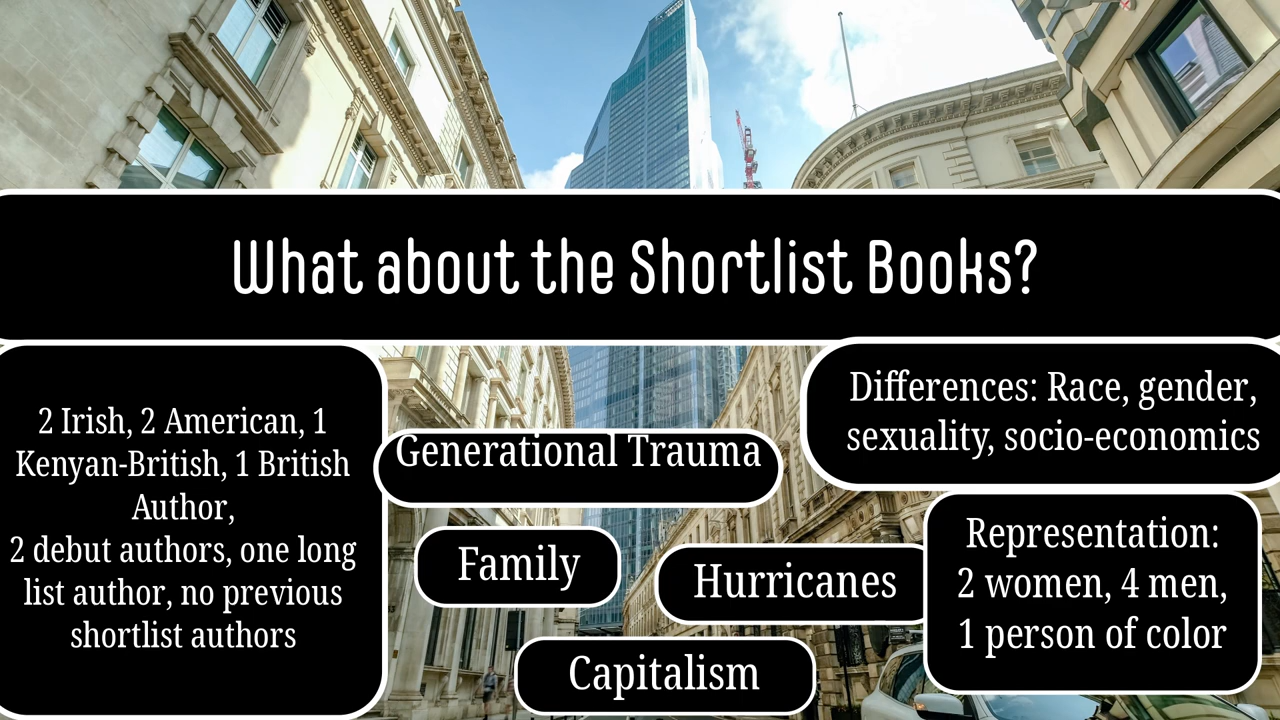 What about the Shortlist Books?
2 Irish, 2 American, 1
Kenyan-British, 1 British
Author,
2 debut authors, one long
list author, no previous
shortlist authors
Generational Trauma
Family
Hurricanes
Capitalism
Differences: Race, gender,
sexuality, socio-economics
Representation:
2 women, 4 men,
1 person of color